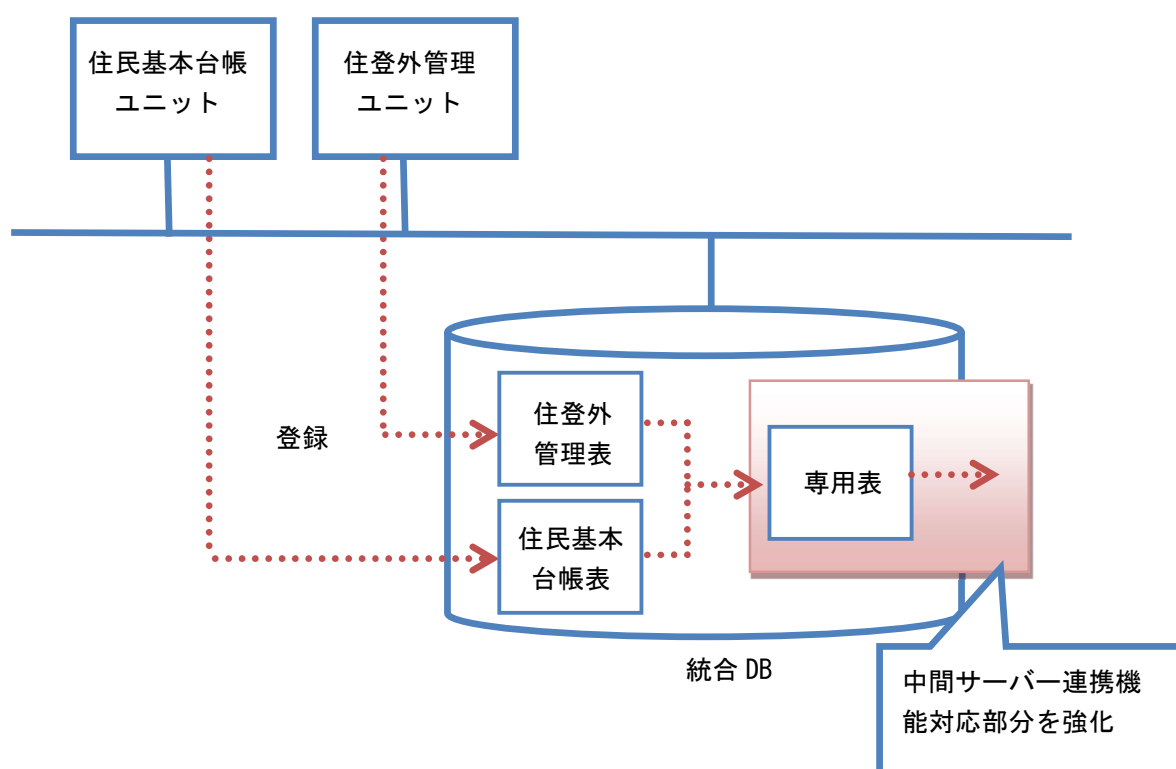 住民基本台帳
ユニット
住登外管理
ユニット
登録
住登外
管理表
専用表
住民基本
台帳表
統合 DB
中間サーバー連携機
能対応部分を強化